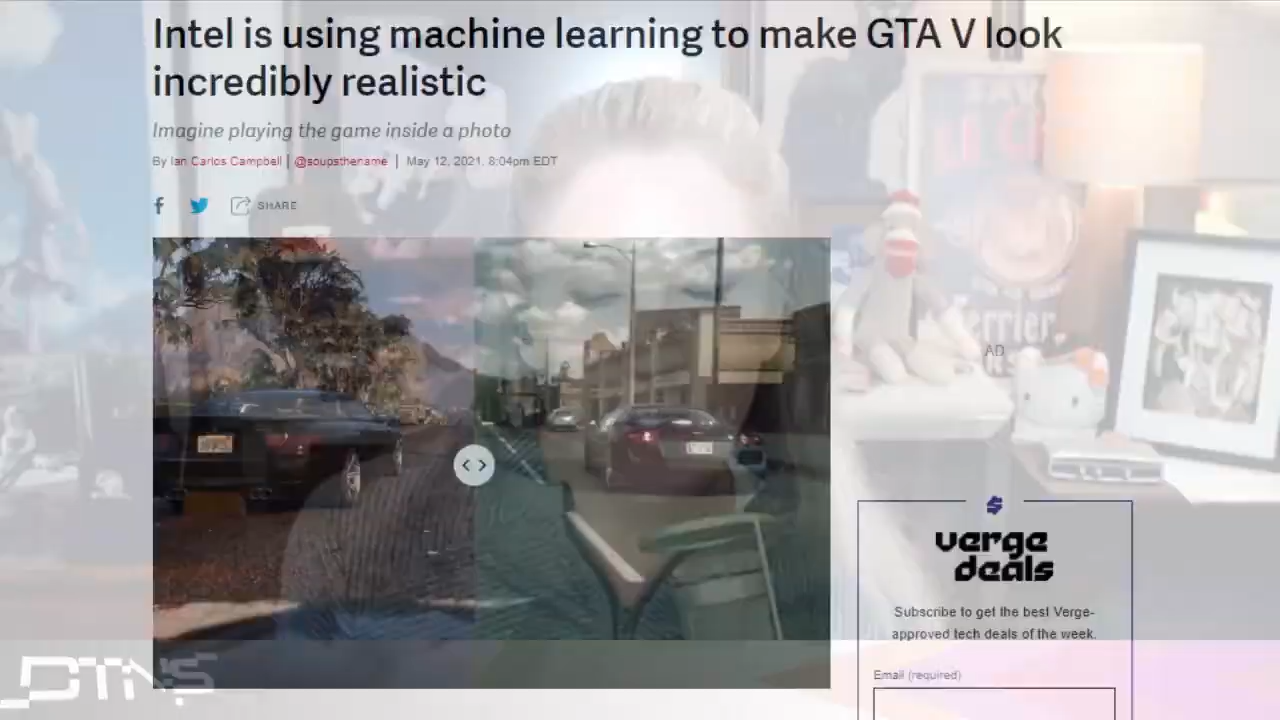 Intel is using machine learning to make GTA V look
incredibly realistic
Imagine playing the game inside a photo
By Ian Carlos Campbell | @soupsthename | May 12, 2021, 8:04pm EDT
SHARE
AD
verge
deals
Subscribe to get the best Verge-
approved tech deals of the week.
Email (required)
DTNS